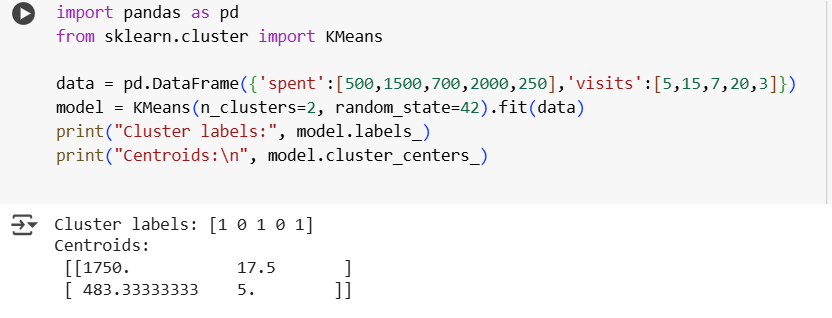 import pandas as pd
from sklearn.cluster import KMeans
data = pd.DataFrame({'spent':[500,1500,700,2000,250],'visits':[5,15,7,20,3]})
model = KMeans(n_clusters=2, random_state=42).fit(data)
print("Cluster labels:", model.labels_)
print("Centroids:\n", model.cluster_centers_)
Cluster labels: [1 0 1 0 1]
Centroids:
[[1750. 17.5 ]
[ 483.33333333 5. ]]